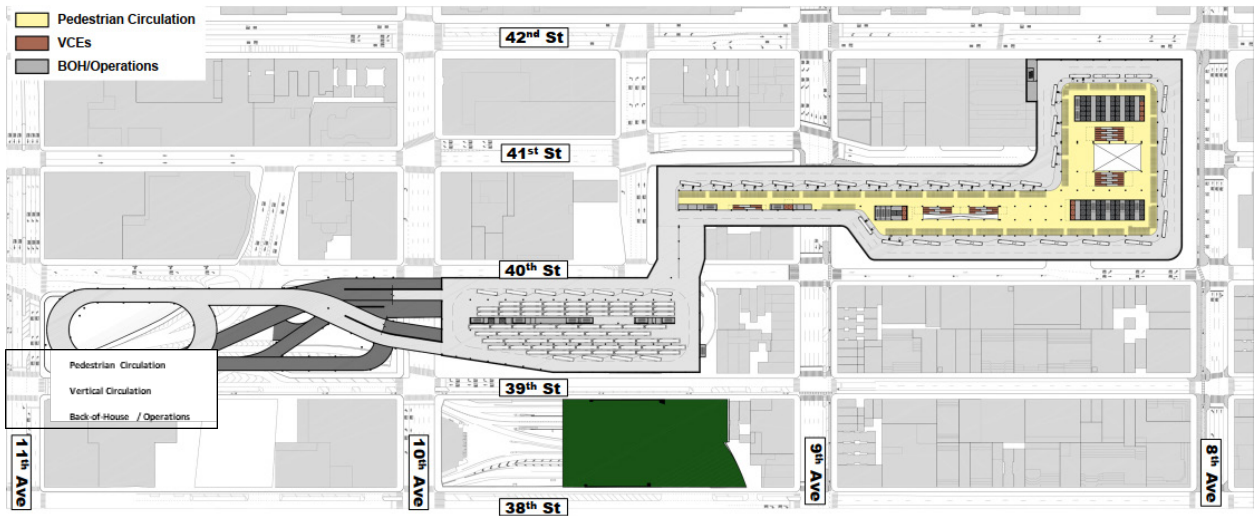 Pedestrian Circulation
VCEs
BOH/Operations
42nd St
41st St
40th St
Pedestrian Circulation
Vertical Circulation
Back-of-House / Operations
39th St
11th Ave
10th Ave
9th Ave
8th Ave
38th St